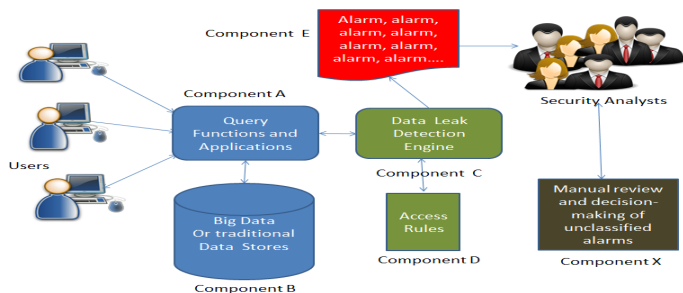 Component E
Alarm, alarm,
alarm, alarm,
alarm, alarm,
alarm, alarm....
Security Analysts
Component A
Query
Functions and
Applications
Data Leak
Detection
Engine
Users
Component C
Big Data
Or traditional
Data Stores
Access
Rules
Manual review
and decision-
making of
unclassified
alarms
Component D
Component X
Component B